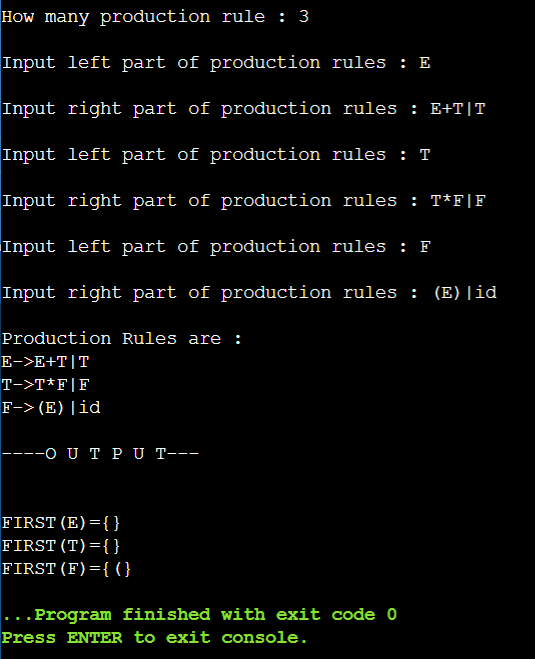 How many production rule : 3
Input left part of production rules : E
Input right part of production rules : E+T|T
Input left part of production rules : T
Input right part of production rules : T*F|F
Input left part of production rules : F
Input right part of production rules : (E)|id
Production Rules are :
E->E+T|T
T->T*F|F
F->(E)|id
----O U T P U T---
FIRST(E)={}
FIRST(T)={}
FIRST(F)={(}
...Program finished with exit code 0
Press ENTER to exit console.